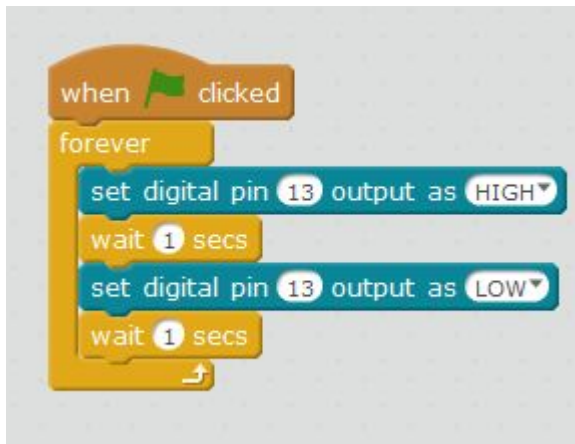 when clicked
forever
set digital pin 13 output as HIGH
wait 1 secs
set digital pin 13 output as LOW
wait 1 secs